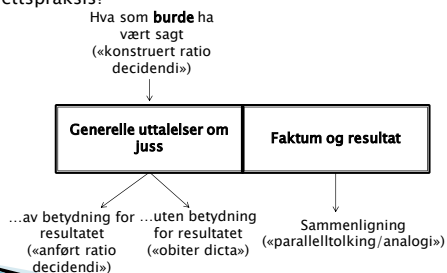 Hva som burde ha
vært sagt
(«konstruert ratio
decidendi»)
Generelle uttalelser om
juss
Faktum og resultat
...av betydning for
resultatet
(«anført ratio
decidendi»)
...uten betydning
for resultatet
(«obiter dicta»)
Sammenligning
(«parallelltolking/analogi»)